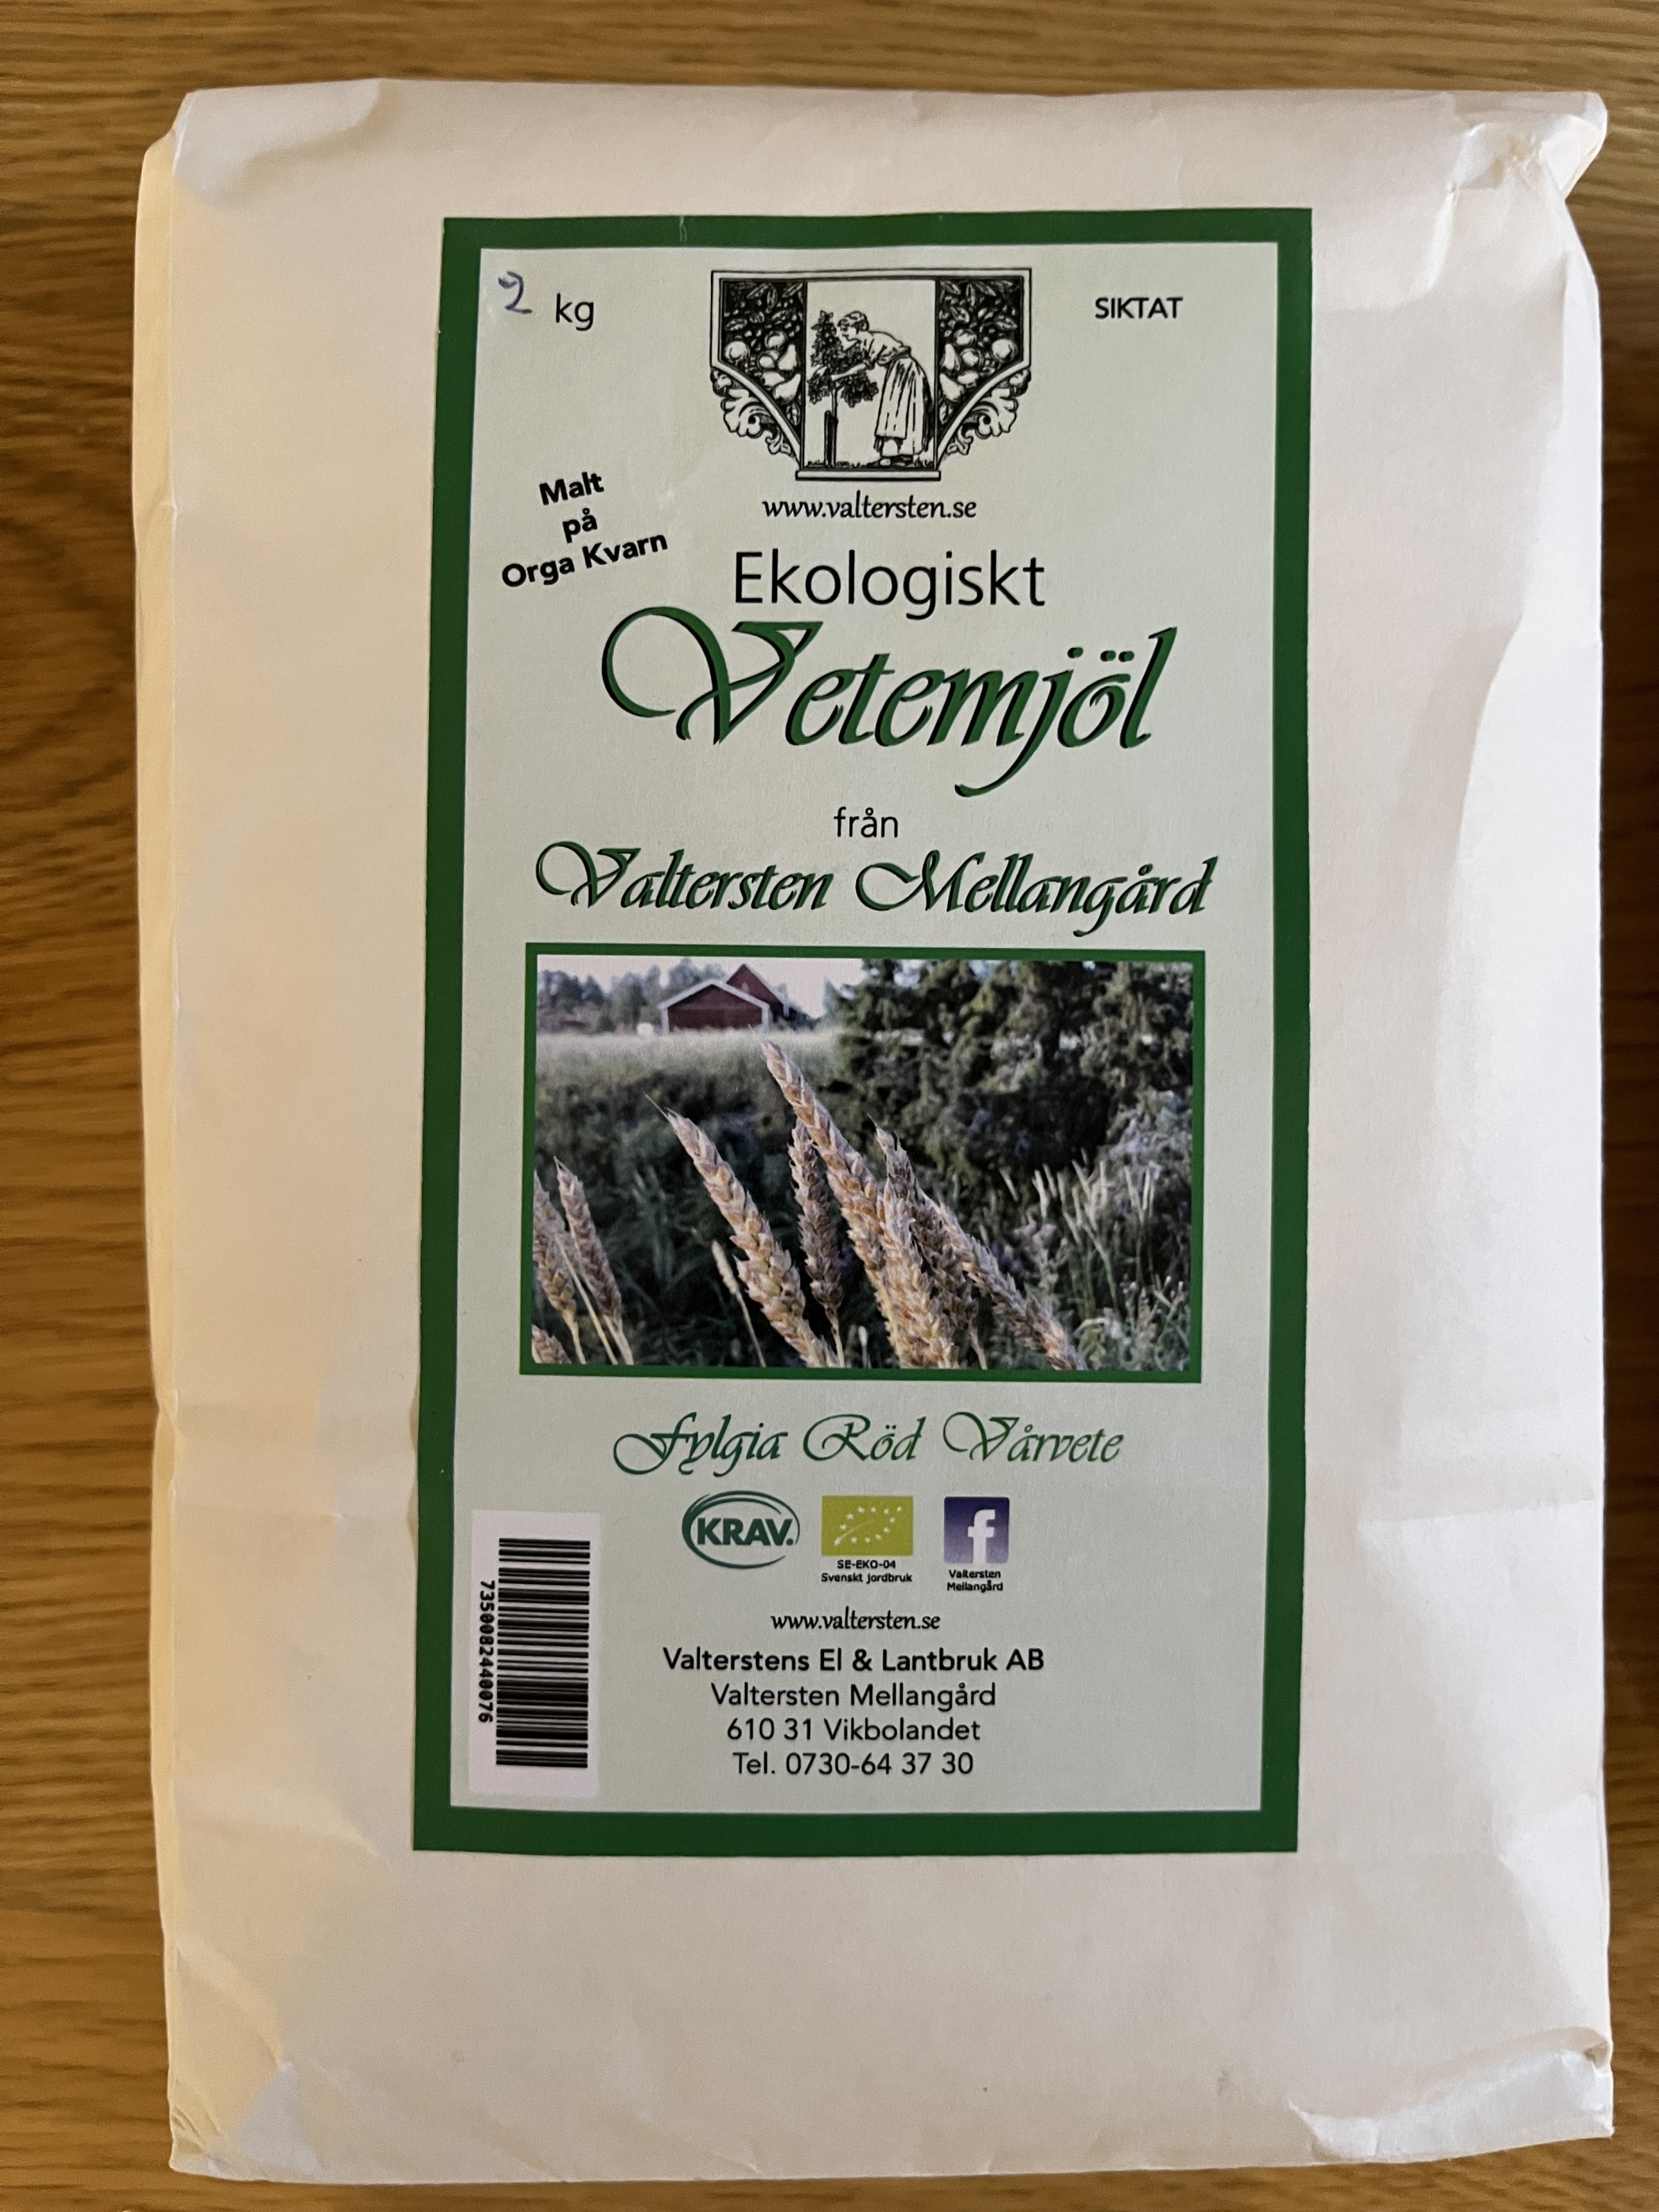 2 kg
SIKTAT
www.valtersten.se
Malt
på
Orga Kvarn
Ekologiskt
Vetemjöl
från
Valtersten Mellangård
Fylgia Röd Vårvete
KRAV.
SE-EKO-04
Svenskt Jordbruk
f
Valtersten
Mellangård
www.valtersten.se
Valterstens El & Lantbruk AB
Valtersten Mellangård
610 31 Vikbolandet
Tel. 0730-64 37 30
7350082440076